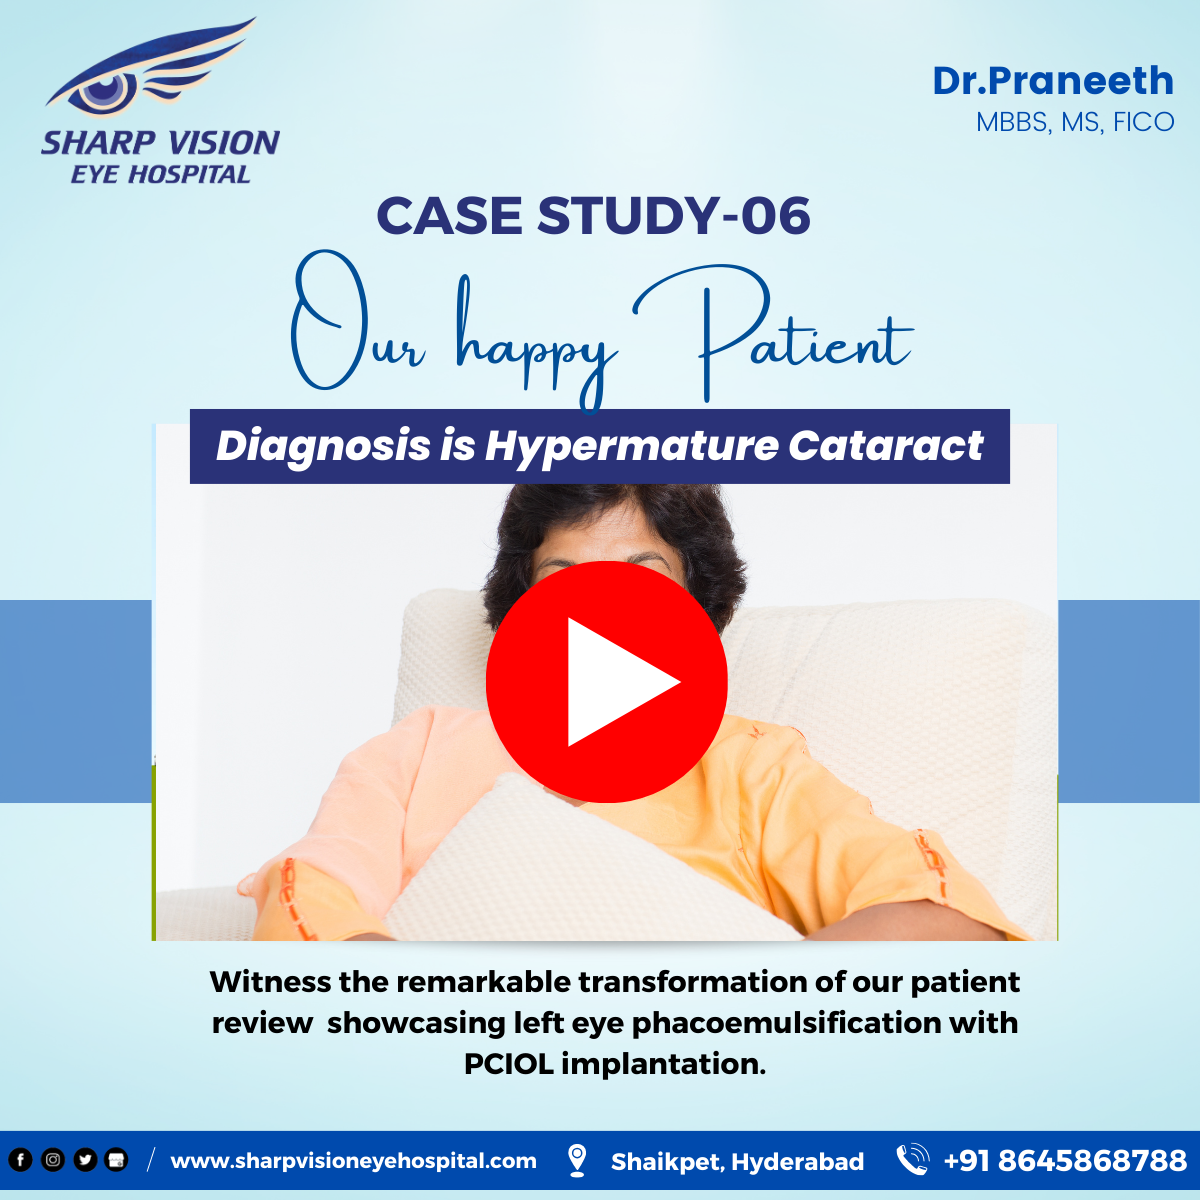 SHARP VISION
EYE HOSPITAL
Dr.Praneeth
MBBS, MS, FICO
CASE STUDY-06
Our happy Patient
Diagnosis is Hypermature Cataract
Witness the remarkable transformation of our patient
review showcasing left eye phacoemulsification with
PCIOL implantation.
/ www.sharpvisioneyehospital.com Shaikpet, Hyderabad +91 8645868788